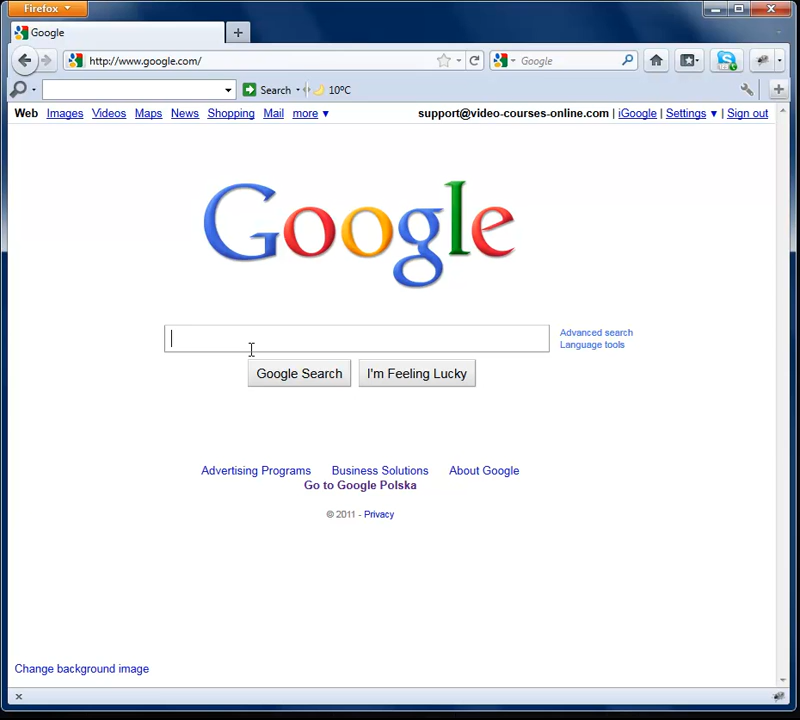 Firefox
Google
http://www.google.com/
Google
Search
10°C
Web Images Videos Maps News Shopping Mail more ▼
support@video-courses-online.com | iGoogle | Settings ▼ | Sign out
Google
Advanced search
Language tools
Google Search
I'm Feeling Lucky
Advertising Programs
Business Solutions
About Google
Go to Google Polska
© 2011 - Privacy
Change background image